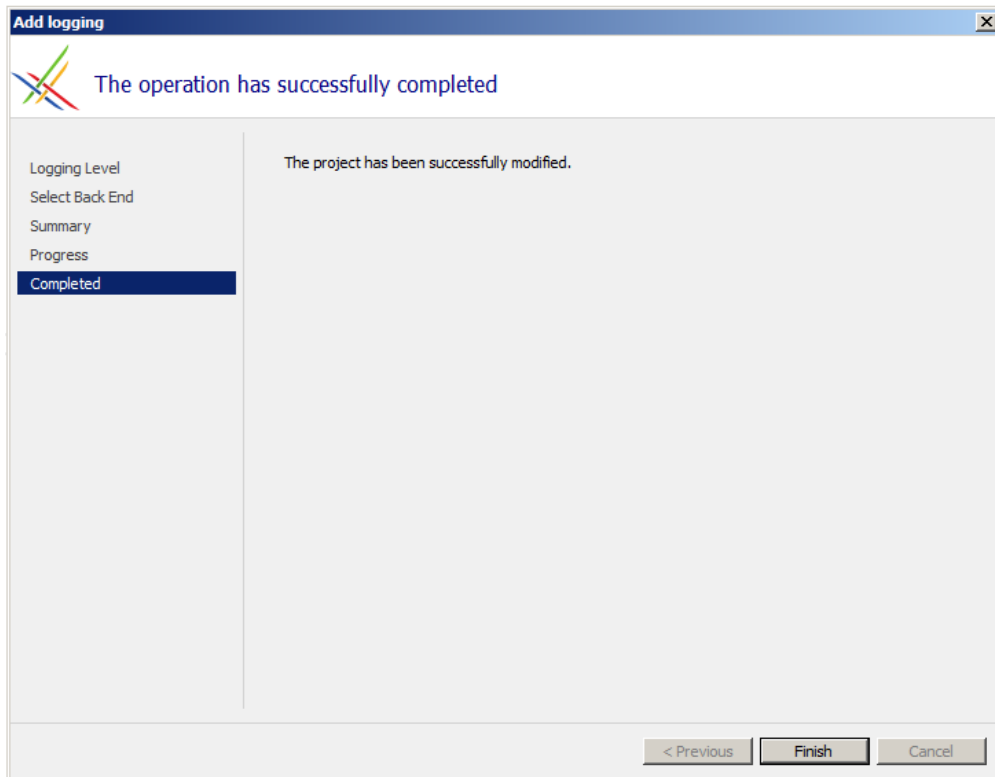 Add logging
The operation has successfully completed
Logging Level
Select Back End
Summary
Progress
Completed
The project has been successfully modified.
< Previous
Finish
Cancel